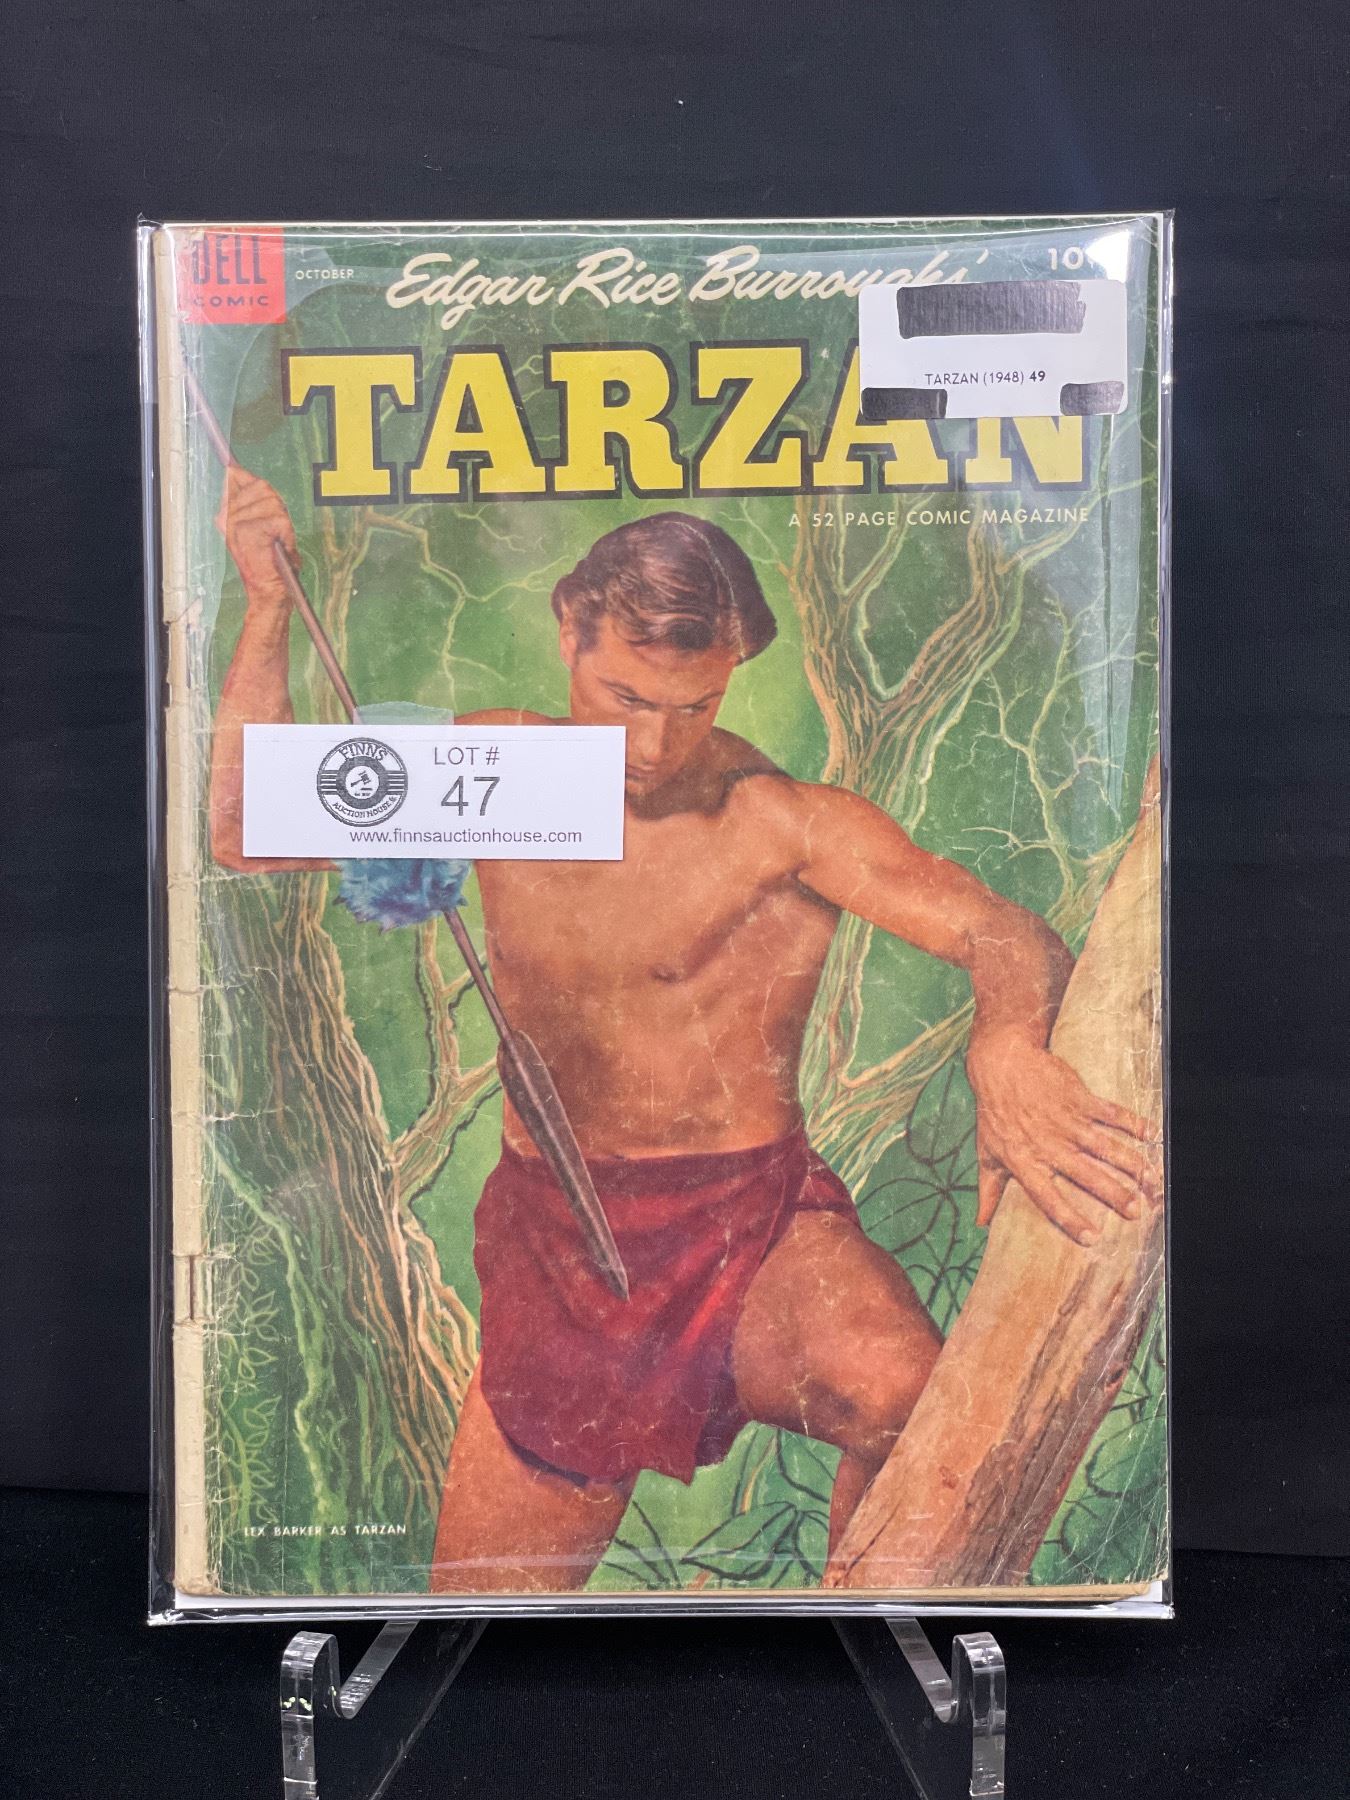 DELL
COMIC
OCTOBER
Edgar Rice Burroughs'
10
TARZAN (1948) 49
TARZAN
A 52 PAGE COMIC MAGAZINE
FINNS
AUCTION HOUSE
LOT #
47
www.finnsauctionhouse.com
LEX BARKER AS TARZAN